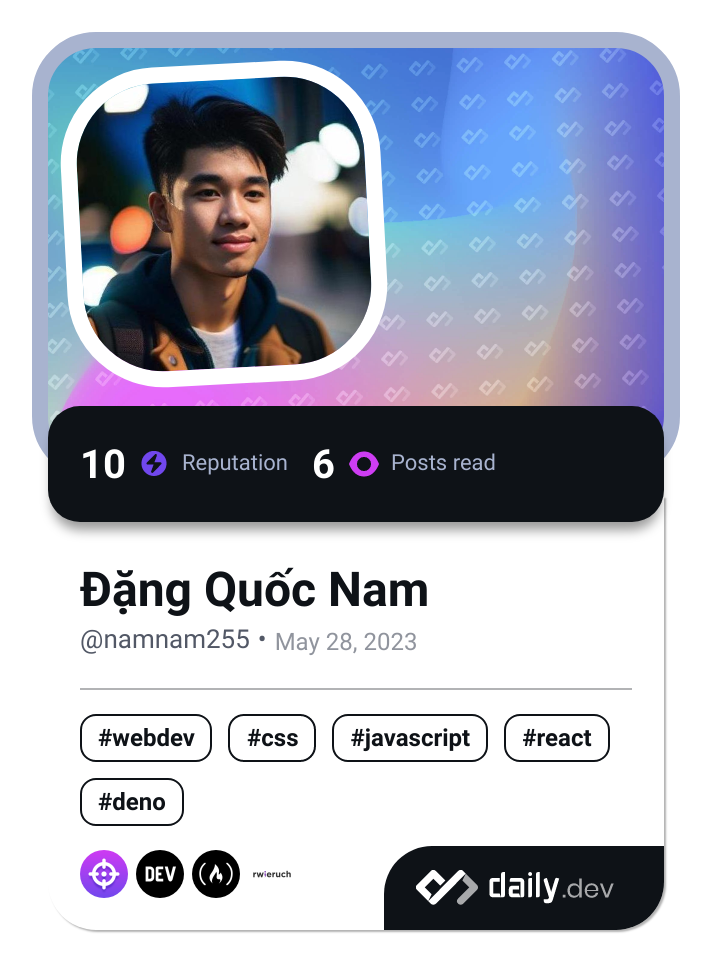 10 Reputation 6 Posts read
Đặng Quốc Nam
@namnam255 • May 28, 2023
#webdev #css #javascript #react
#deno
DEV rwieruch daily.dev